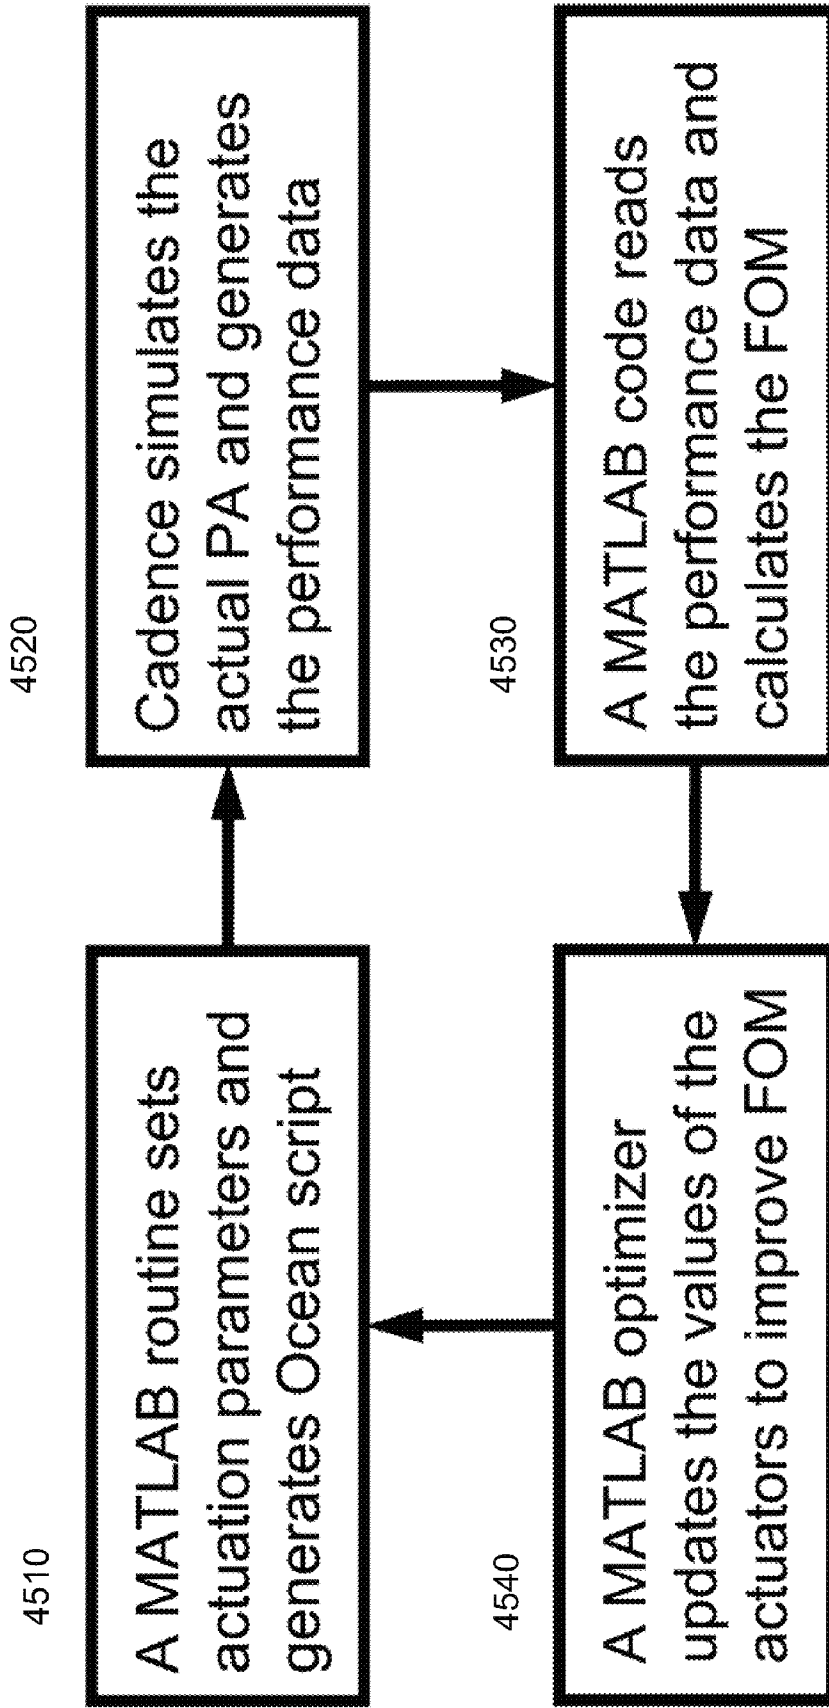 4510
A MATLAB routine sets
actuation parameters and
generates Ocean script
4520
Cadence simulates the
actual PA and generates
the performance data
4530
A MATLAB code reads
the performance data and
calculates the FOM
4540
A MATLAB optimizer
updates the values of the
actuators to improve FOM